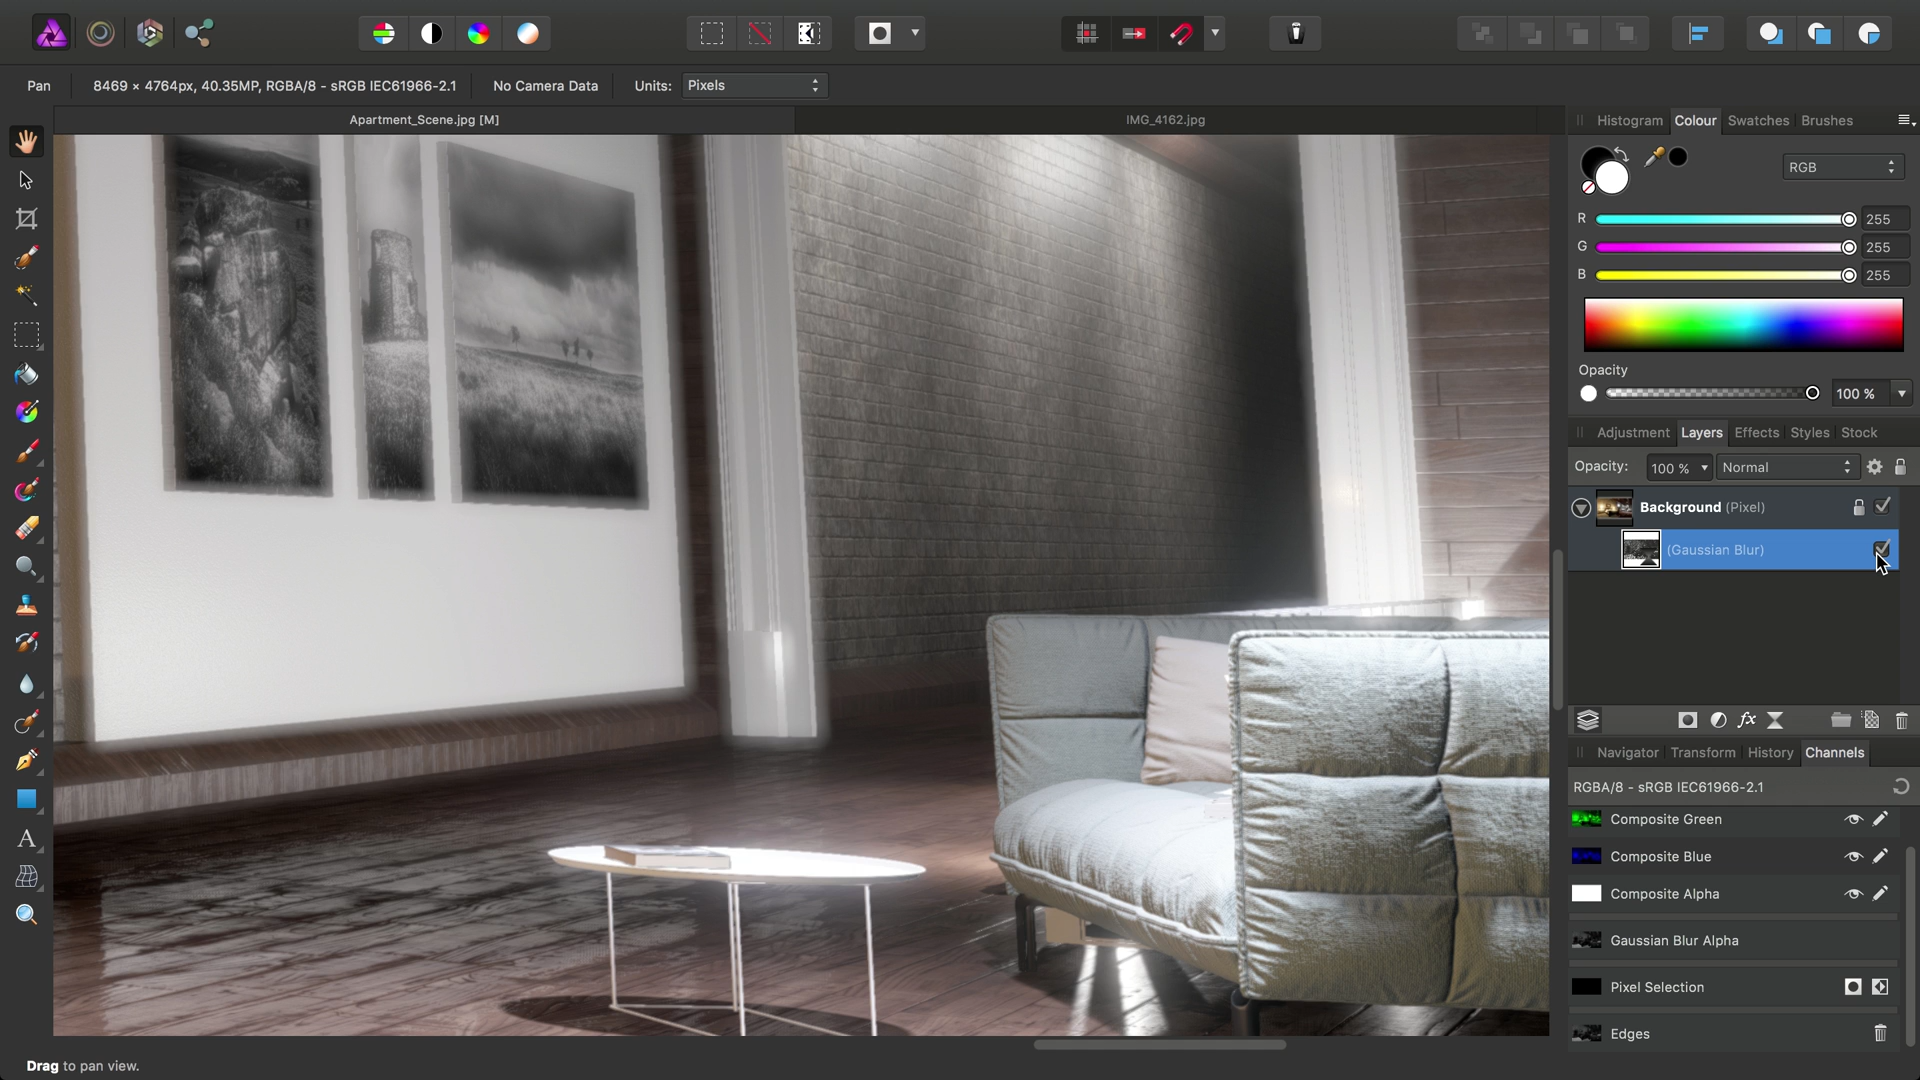 Pan
8469 × 4764px, 40.35MP, RGBA/8 - sRGB IEC61966-2.1
No Camera Data
Units:
Pixels
Apartment_Scene.jpg [M]
IMG_4162.jpg
Histogram
Colour
Swatches
Brushes
RGB
R
255
G
255
B
255
Opacity
100 %
Adjustment
Layers
Effects
Styles
Stock
Opacity:
100 %
Normal
Background (Pixel)
(Gaussian Blur)
fx
Navigator
Transform
History
Channels
RGBA/8 - sRGB IEC61966-2.1
Composite Green
Composite Blue
Composite Alpha
Gaussian Blur Alpha
Pixel Selection
Edges
A
Drag to pan view.